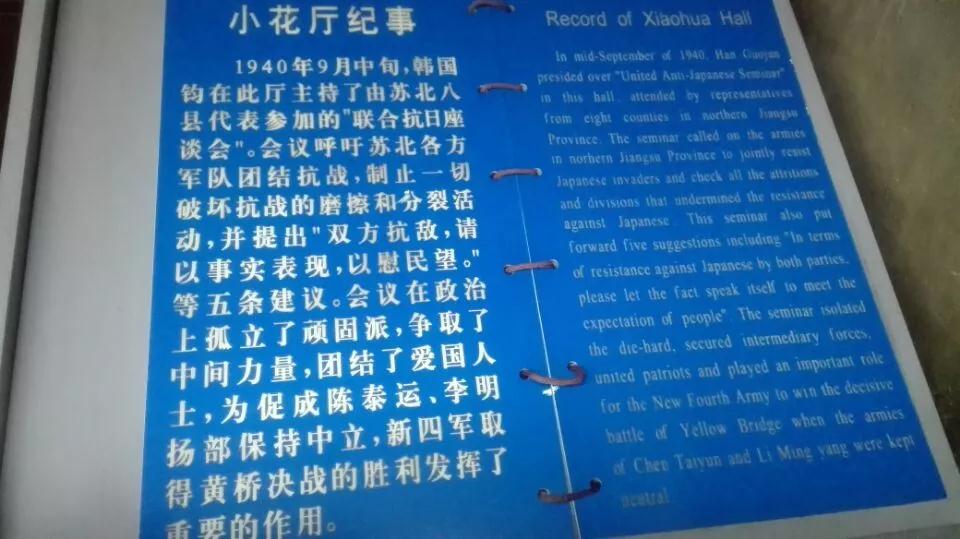 小花厅纪事
1940年9月中旬,韩国
钧在此厅主持了由苏北八
县代表参加的"联合抗日座
谈会"。会议呼吁苏北各方
军队团结抗战,制止一切
破坏抗战的磨擦和分裂活
动,并提出"双方抗敌,请
以事实表现,以慰民望。"
等五条建议。会议在政治
上孤立了顽固派,争取了
中间力量,团结了爱国人
士,为促成陈泰运、李明
扬部保持中立,新四军取
得黄桥决战的胜利发挥了
重要的作用。
Record of Xiaohua Hall
In mid-September of 1940, Han Guojun
presided over "United Anti-Japanese Seminar"
in this hall, attended by representatives
from eight counties in northern Jiangsu
Province. The seminar called on the armies
in norhern Jiangsu Province to jointly resist
Japanese invaders and check all the attritions
and divisions that undermined the resistance
against Japanese. This seminar also put
forward five suggestions including "In terms
of resistance against Japanese by both parties,
please let the fact speak itself to meet the
expectation of people". The seminar isolated
the die-hard, secured intermediary forces,
united patriots and played an important role
for the New Fourth Army to win the decisive
battle of Yellow Bridge when the armies
of Chen Taiyun and Li Ming yang were kept
neutral.